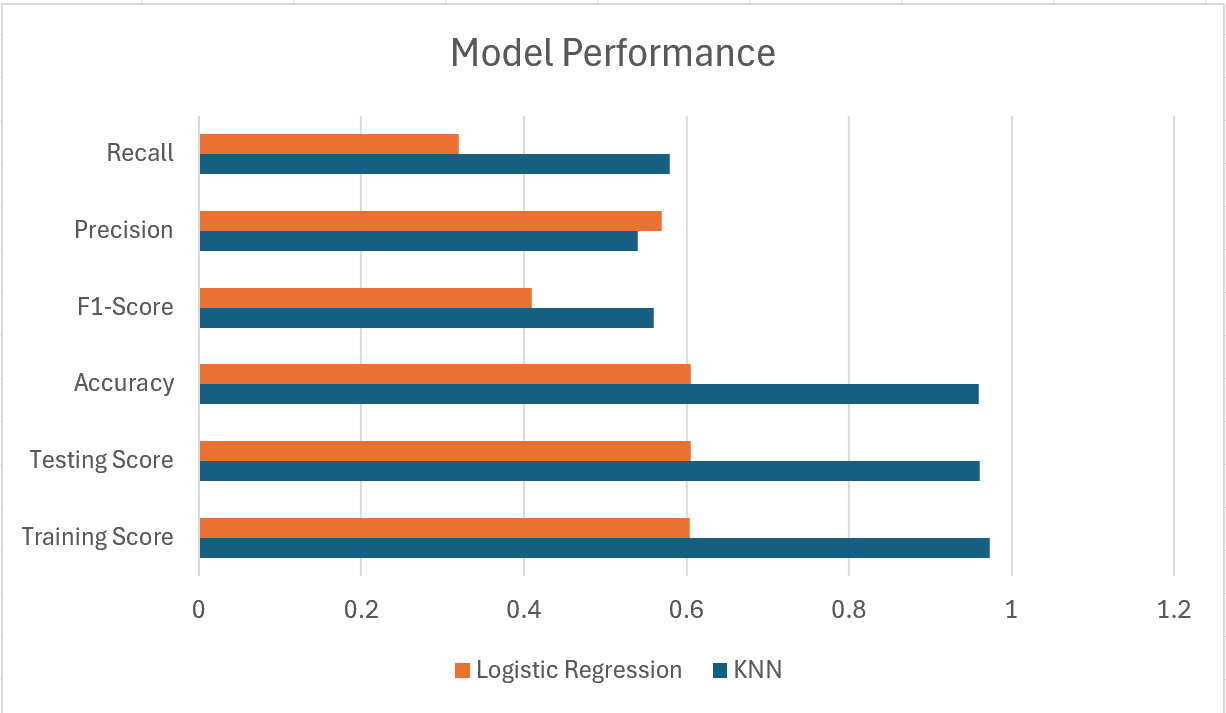 Model Performance
Recall
Precision
F1-Score
Accuracy
Testing Score
Training Score
0 0.2 0.4 0.6 0.8 1 1.2
Logistic Regression KNN